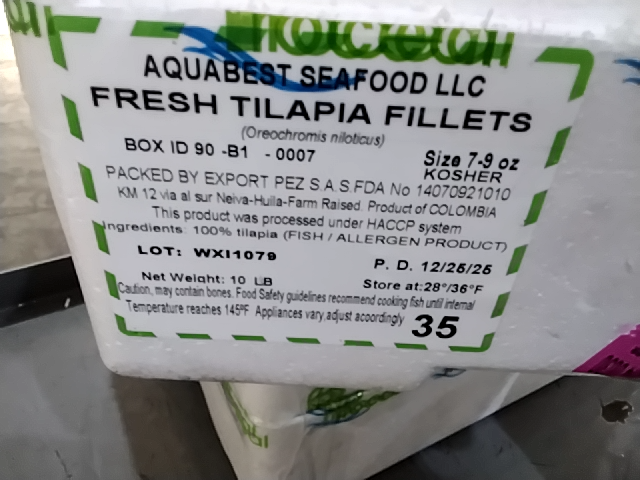 AQUABEST SEAFOOD LLC
FRESH TILAPIA FILLETS
(Oreochromis niloticus)
BOX ID 90 -B1 - 0007
Size 7-9 oz
KOSHER
PACKED BY EXPORT PEZ S.A.S.FDA No 14070921010
KM 12 via al sur Neiva-Huila-Farm Raised. Product of COLOMBIA
This product was processed under HACCP system
Ingredients: 100% tilapia (FISH / ALLERGEN PRODUCT)
LOT: WXI1079
P. D. 12/25/25
Net Weight: 10 LB
Store at:28°/36°F
Caution, may contain bones. Food Safety guidelines recommend cooking fish until internal
Temperature reaches 145ºF Appliances vary,adjust accordingly
35